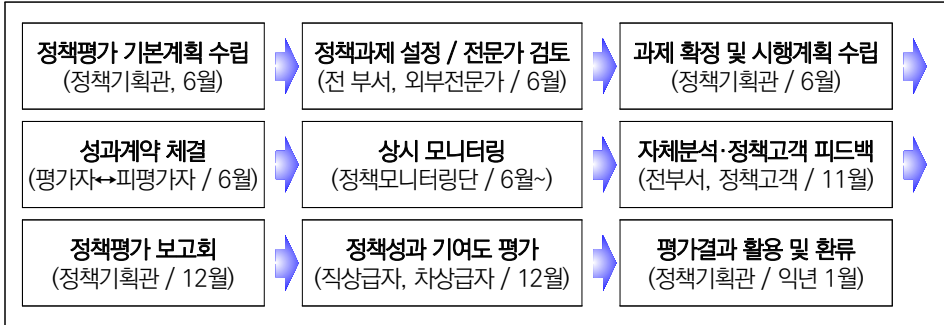 정책평가 기본계획 수립
(정책기획관, 6월)
정책과제 설정 / 전문가 검토
(전 부서, 외부전문가 / 6월)
과제 확정 및 시행계획 수립
(정책기획관 / 6월)
성과계약 체결
(평가자↔피평가자 / 6월)
상시 모니터링
(정책모니터링단 / 6월~)
자체분석·정책고객 피드백
(전부서, 정책고객 / 11월)
정책평가 보고회
(정책기획관 / 12월)
정책성과 기여도 평가
(직상급자, 차상급자 / 12월)
평가결과 활용 및 환류
(정책기획관 / 익년 1월)